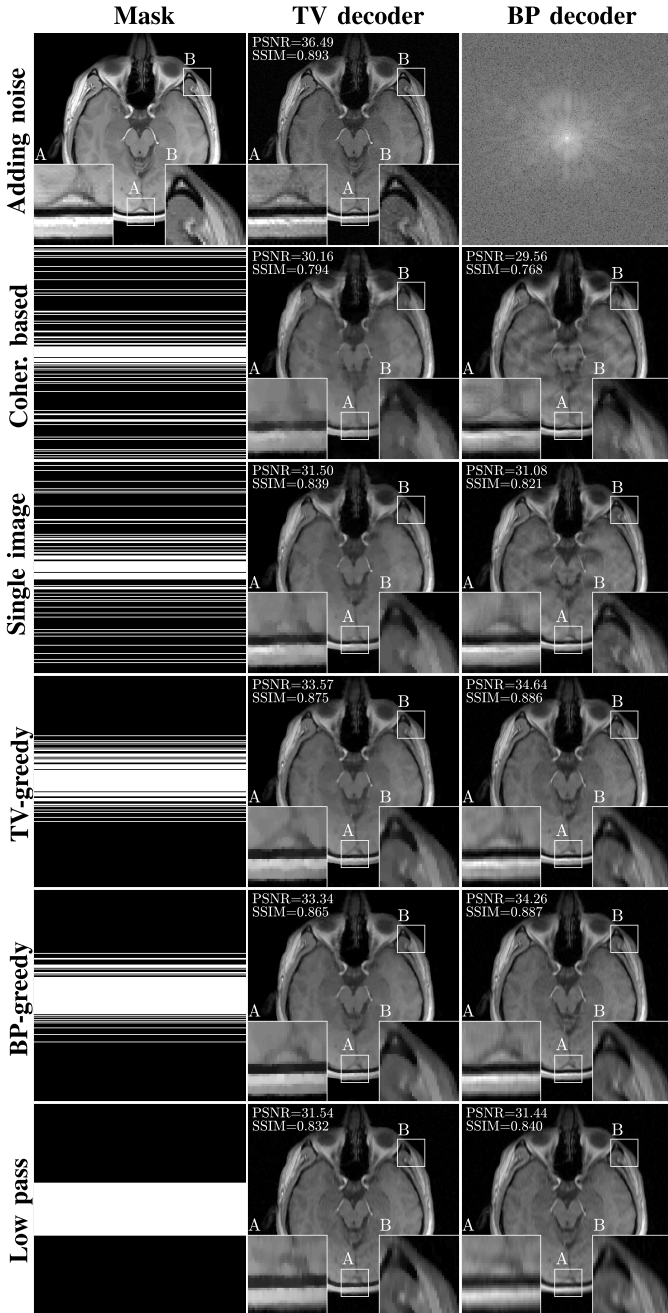 Mask TV decoder BP decoder
Adding noise
B
A B
A
PSNR=36.49
SSIM=0.893
B
A B
A
Coher. based
PSNR=30.16
SSIM=0.794
B
A B
A
PSNR=29.56
SSIM=0.768
B
A B
A
Single image
PSNR=31.50
SSIM=0.839
B
A B
A
PSNR=31.08
SSIM=0.821
B
A B
A
TV-greedy
PSNR=33.57
SSIM=0.875
B
A B
A
PSNR=34.64
SSIM=0.886
B
A B
A
BP-greedy
PSNR=33.34
SSIM=0.865
B
A B
A
PSNR=34.26
SSIM=0.887
B
A B
A
Low pass
PSNR=31.54
SSIM=0.832
B
A B
A
PSNR=31.44
SSIM=0.840
B
A B
A